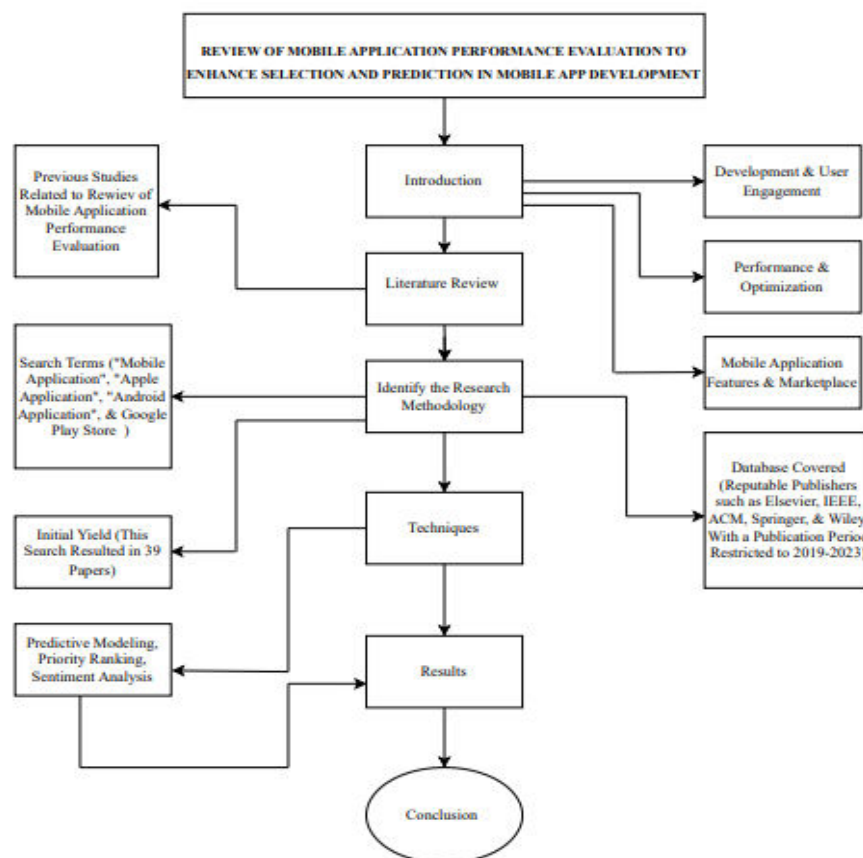 REVIEW OF MOBILE APPLICATION PERFORMANCE EVALUATION TO
ENHANCE SELECTION AND PREDICTION IN MOBILE APP DEVELOPMENT
Previous Studies
Related to Rewiev of
Mobile Application
Performance
Evaluation
Introduction
Development & User
Engagement
Literature Review
Performance &
Optimization
Search Terms ("Mobile
Application", "Apple
Application", "Android
Application", & Google
Play Store )
Identify the Research
Methodology
Mobile Application
Features & Marketplace
Database Covered
(Reputable Publishers
such as Elsevier, IEEE,
ACM, Springer, & Wiley
With a Publication Period
Restricted to 2019-2023)
Initial Yield (This
Search Resulted in 39
Papers)
Techniques
Predictive Modeling,
Priority Ranking,
Sentiment Analysis
Results
Conclusion